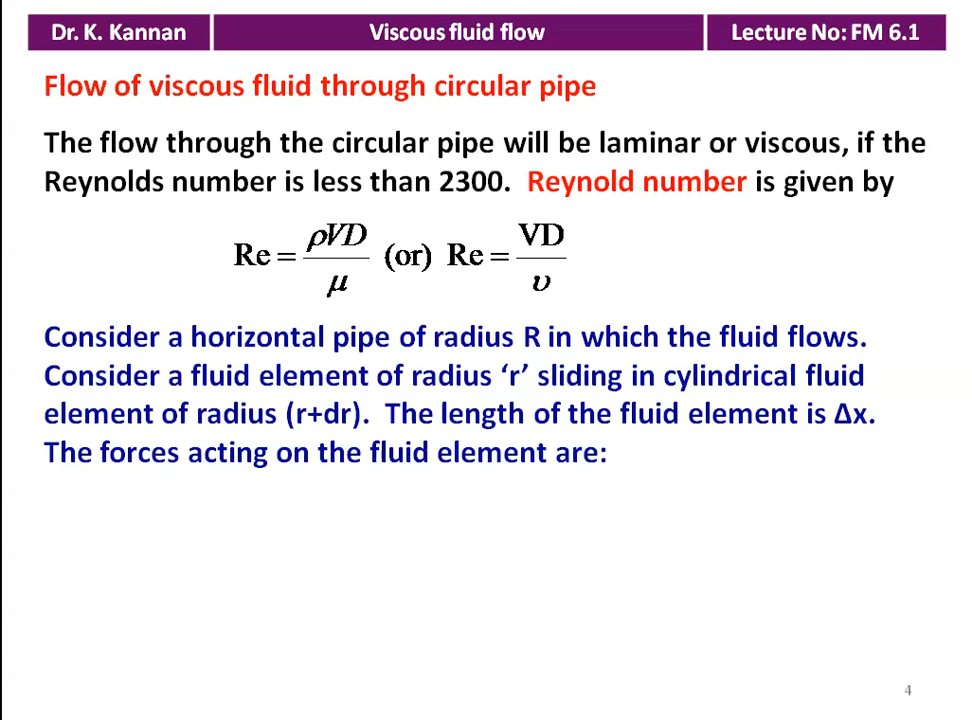 Dr. K. Kannan Viscous fluid flow Lecture No: FM 6.1
Flow of viscous fluid through circular pipe
The flow through the circular pipe will be laminar or viscous, if the
Reynolds number is less than 2300. Reynold number is given by
Re = ρVD/μ (or) Re = VD/υ
Consider a horizontal pipe of radius R in which the fluid flows.
Consider a fluid element of radius ‘r’ sliding in cylindrical fluid
element of radius (r+dr). The length of the fluid element is Δx.
The forces acting on the fluid element are:
4